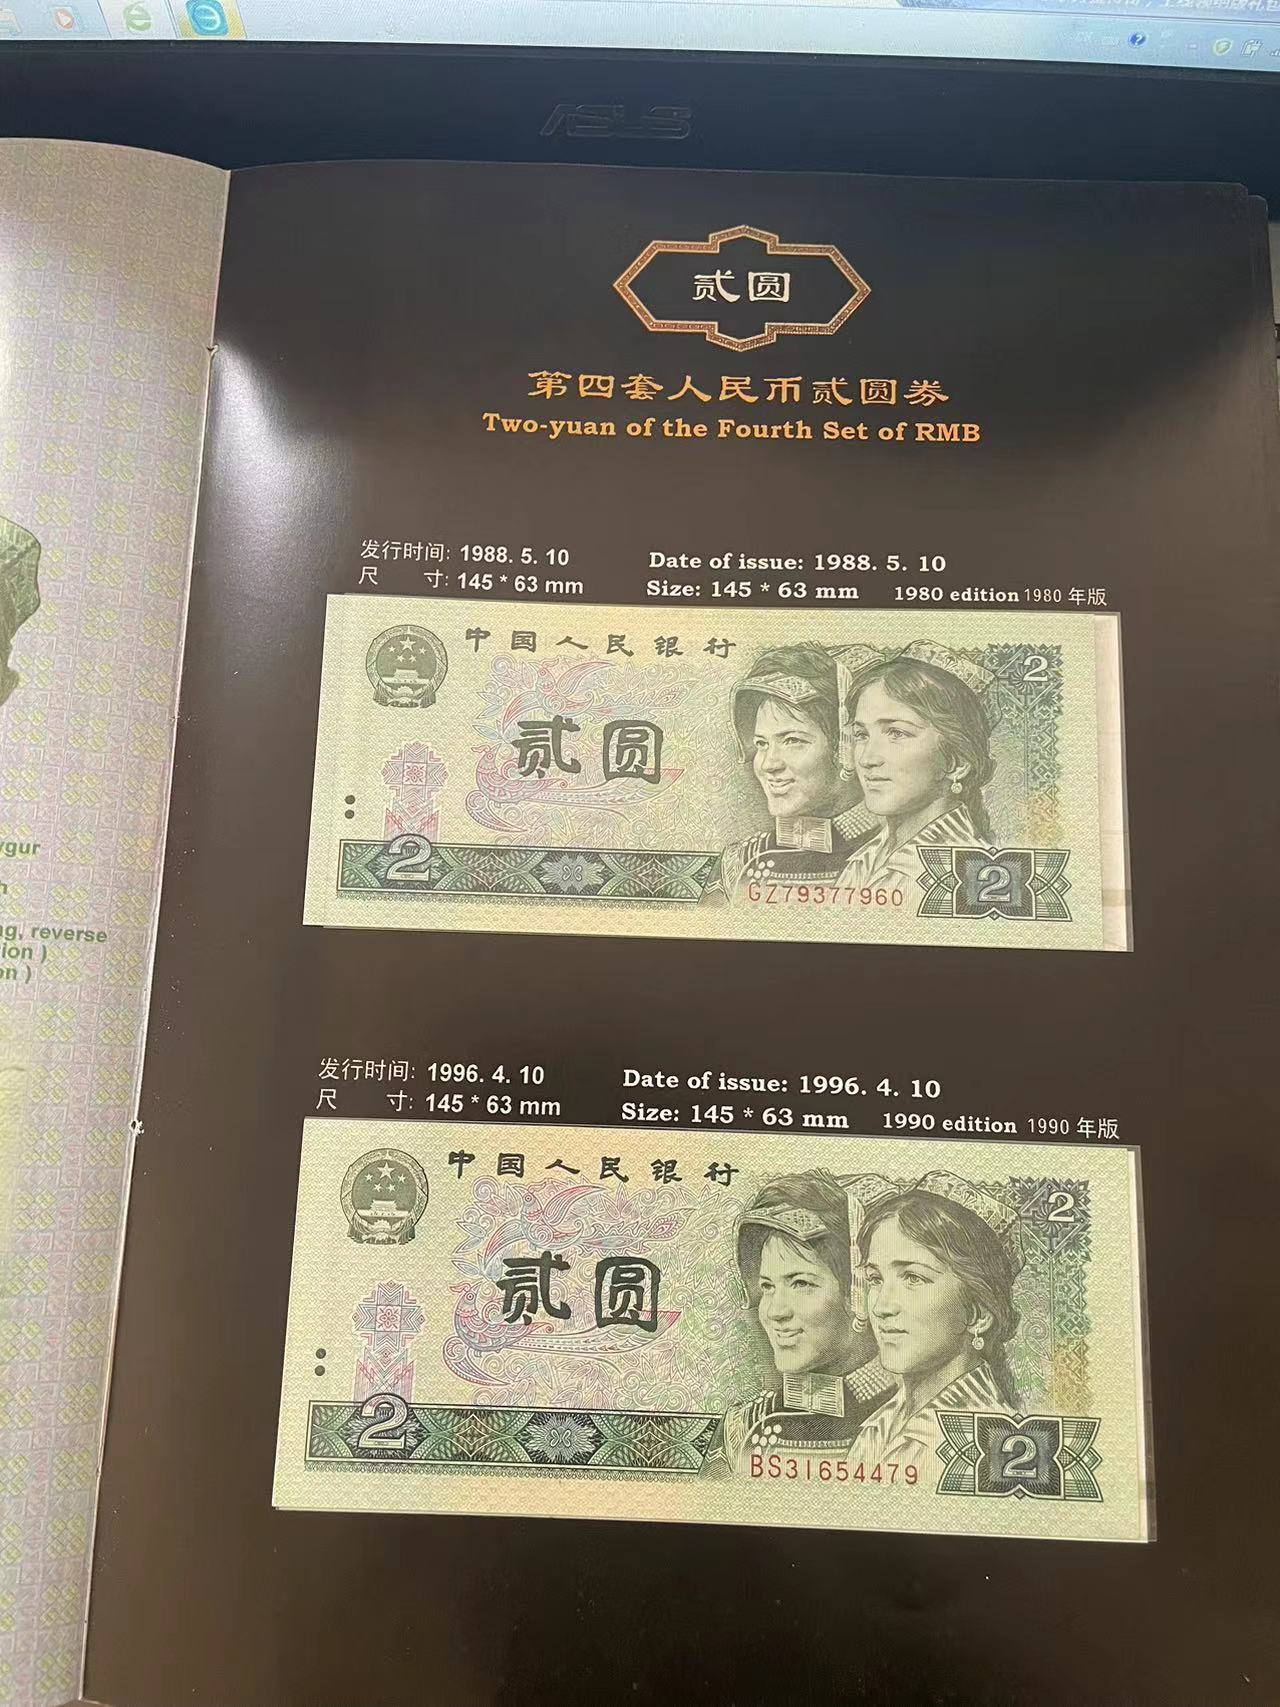 ASUS
贰圆
第四套人民币贰圆券
Two-yuan of the Fourth Set of RMB
发行时间: 1988. 5. 10 Date of issue: 1988. 5. 10
尺 寸: 145 * 63 mm Size: 145 * 63 mm 1980 edition 1980 年版
中国人民银行
2
贰圆
2
GZ79377960
2
ygur
ng, reverse
ion )
on )
发行时间: 1996. 4. 10 Date of issue: 1996. 4. 10
尺 寸: 145 * 63 mm Size: 145 * 63 mm 1990 edition 1990 年版
中国人民银行
2
贰圆
2
BS31654479
2